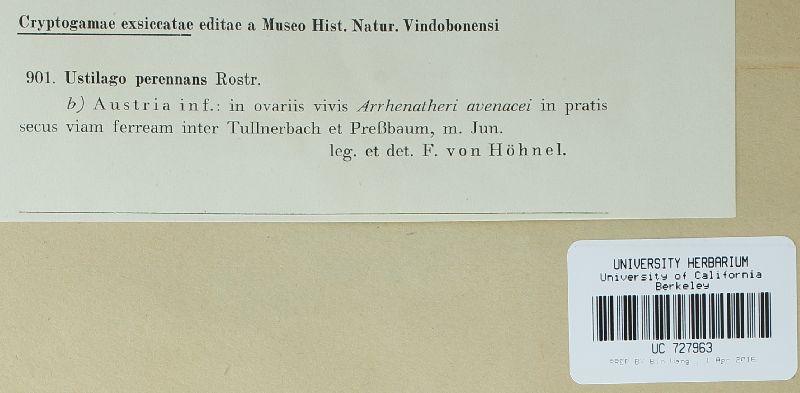 Cryptogamae exsiccatae editae a Museo Hist. Natur. Vindobonensi
901. Ustilago perennans Rostr.
b) Austria inf.: in ovariis vivis Arrhenatheri avenacei in pratis
secus viam ferream inter Tullnerbach et Preßbaum, m. Jun.
leg. et det. F. von Höhnel.
UNIVERSITY HERBARIUM
University of California
Berkeley
UC 727963
Apr 2016